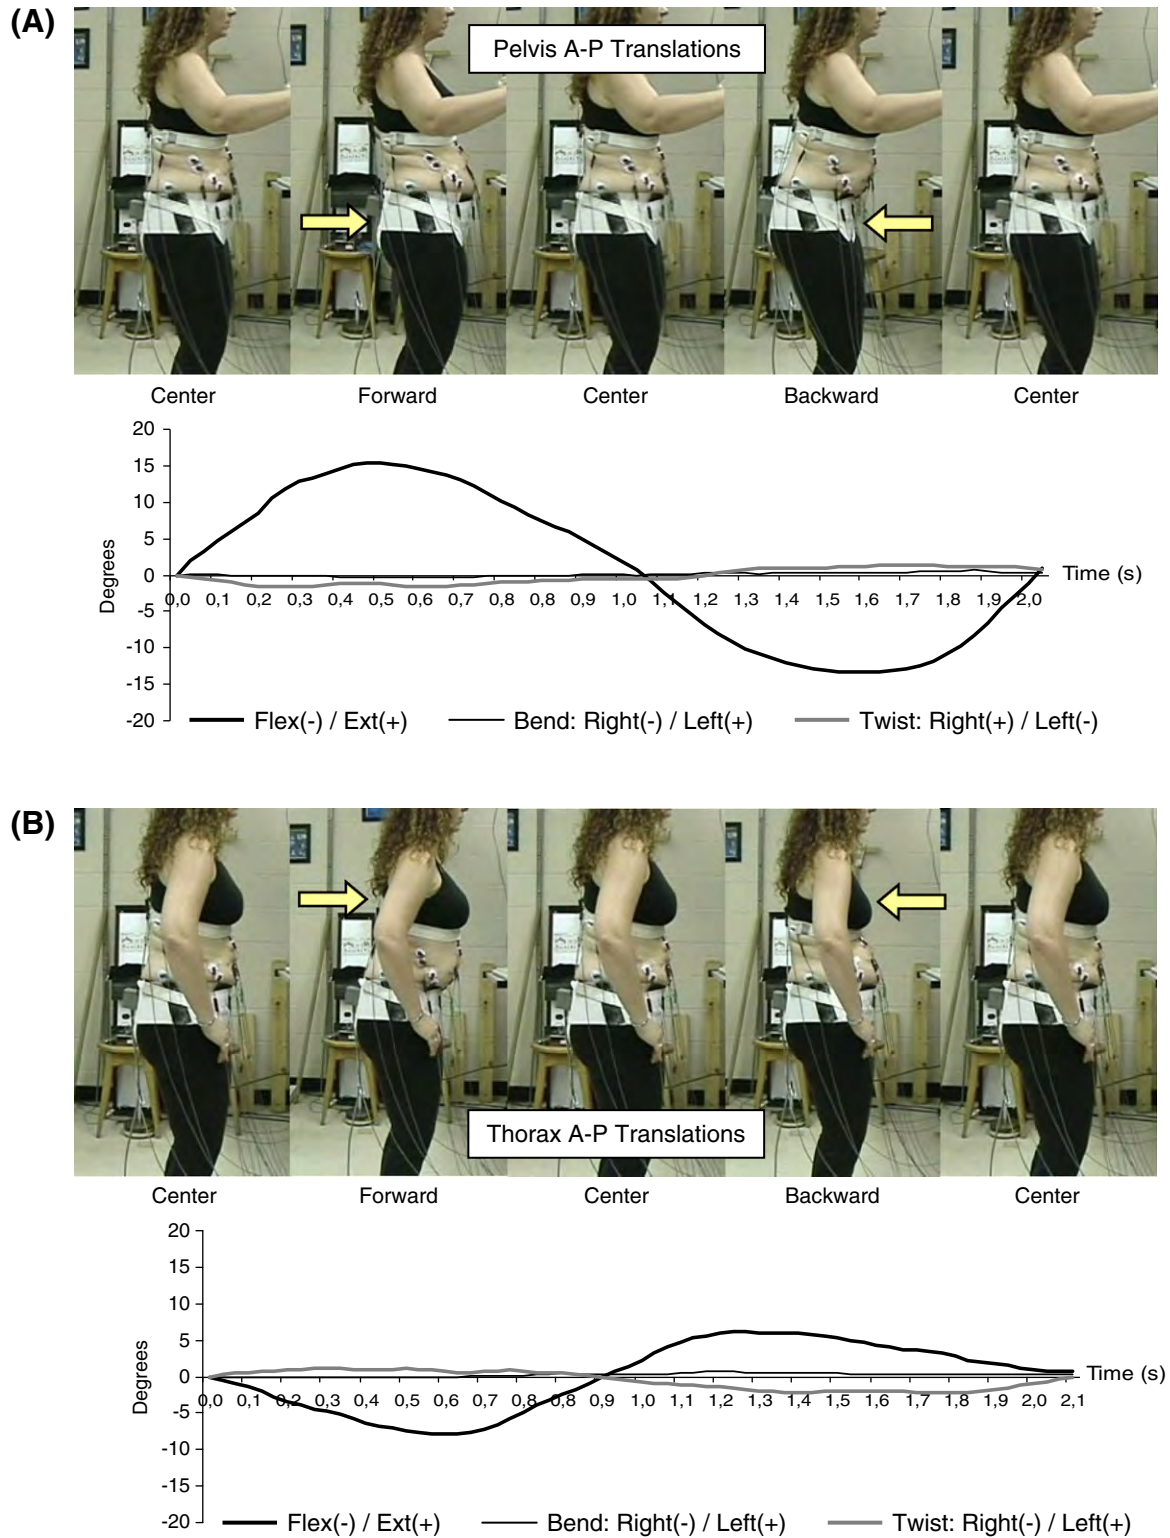 (A)
Pelvis A-P Translations
Center Forward Center Backward Center
20
15
10
5
0
-5
-10
-15
-20
Degrees
0,0 0,1 0,2 0,3 0,4 0,5 0,6 0,7 0,8 0,9 1,0 1,1 1,2 1,3 1,4 1,5 1,6 1,7 1,8 1,9 2,0
Time (s)
Flex(-) / Ext(+) Bend: Right(-) / Left(+) Twist: Right(+) / Left(-)
(B)
Thorax A-P Translations
Center Forward Center Backward Center
20
15
10
5
0
-5
-10
-15
-20
Degrees
0,0 0,1 0,2 0,3 0,4 0,5 0,6 0,7 0,8 0,9 1,0 1,1 1,2 1,3 1,4 1,5 1,6 1,7 1,8 1,9 2,0 2,1
Time (s)
Flex(-) / Ext(+) Bend: Right(-) / Left(+) Twist: Right(-) / Left(+)